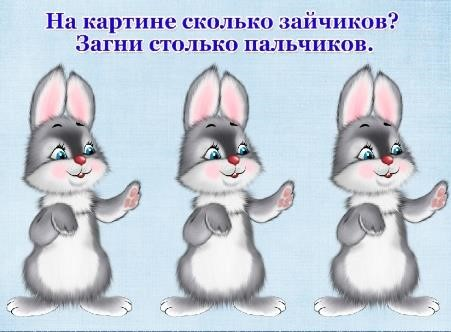 На картине сколько зайчиков?
Загни столько пальчиков.